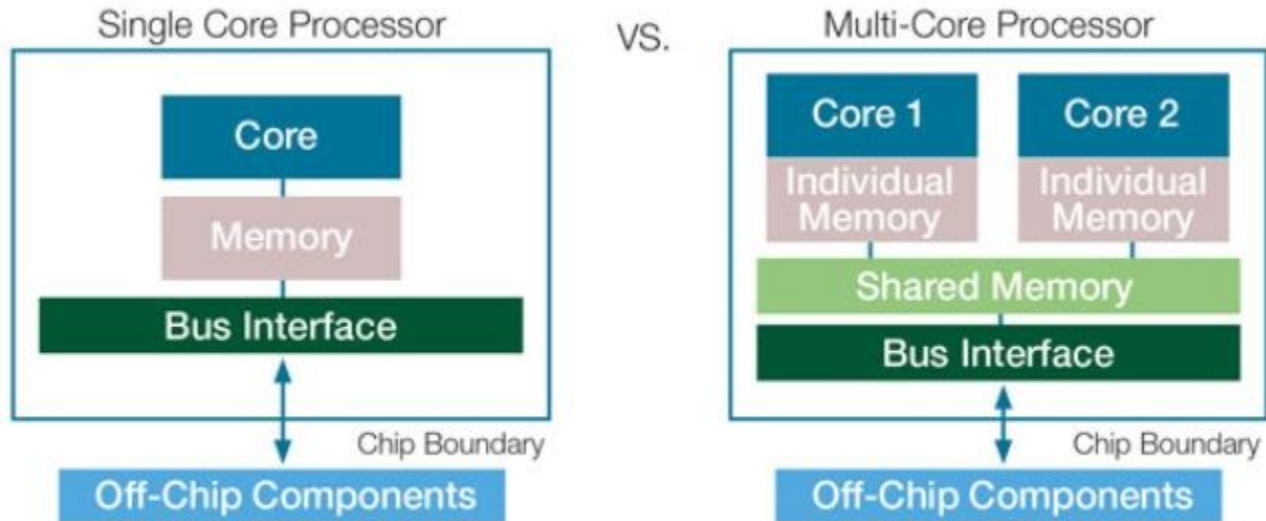 Single Core Processor
VS.
Multi-Core Processor
Core
Memory
Bus Interface
Chip Boundary
Off-Chip Components
Core 1
Core 2
Individual
Memory
Individual
Memory
Shared Memory
Bus Interface
Chip Boundary
Off-Chip Components